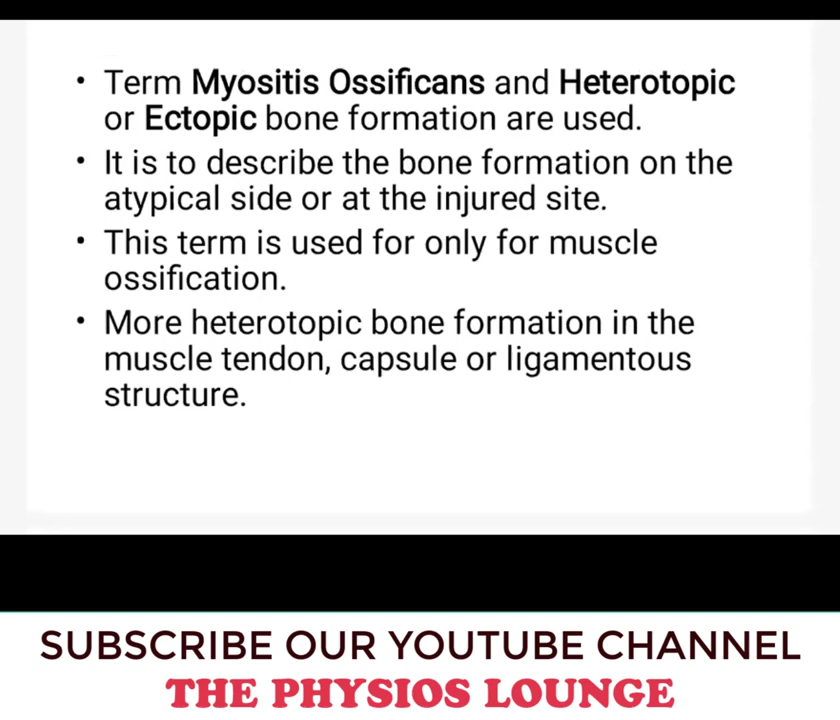 • Term Myositis Ossificans and Heterotopic
or Ectopic bone formation are used.
• It is to describe the bone formation on the
atypical side or at the injured site.
• This term is used for only for muscle
ossification.
• More heterotopic bone formation in the
muscle tendon, capsule or ligamentous
structure.
SUBSCRIBE OUR YOUTUBE CHANNEL
THE PHYSIOS LOUNGE